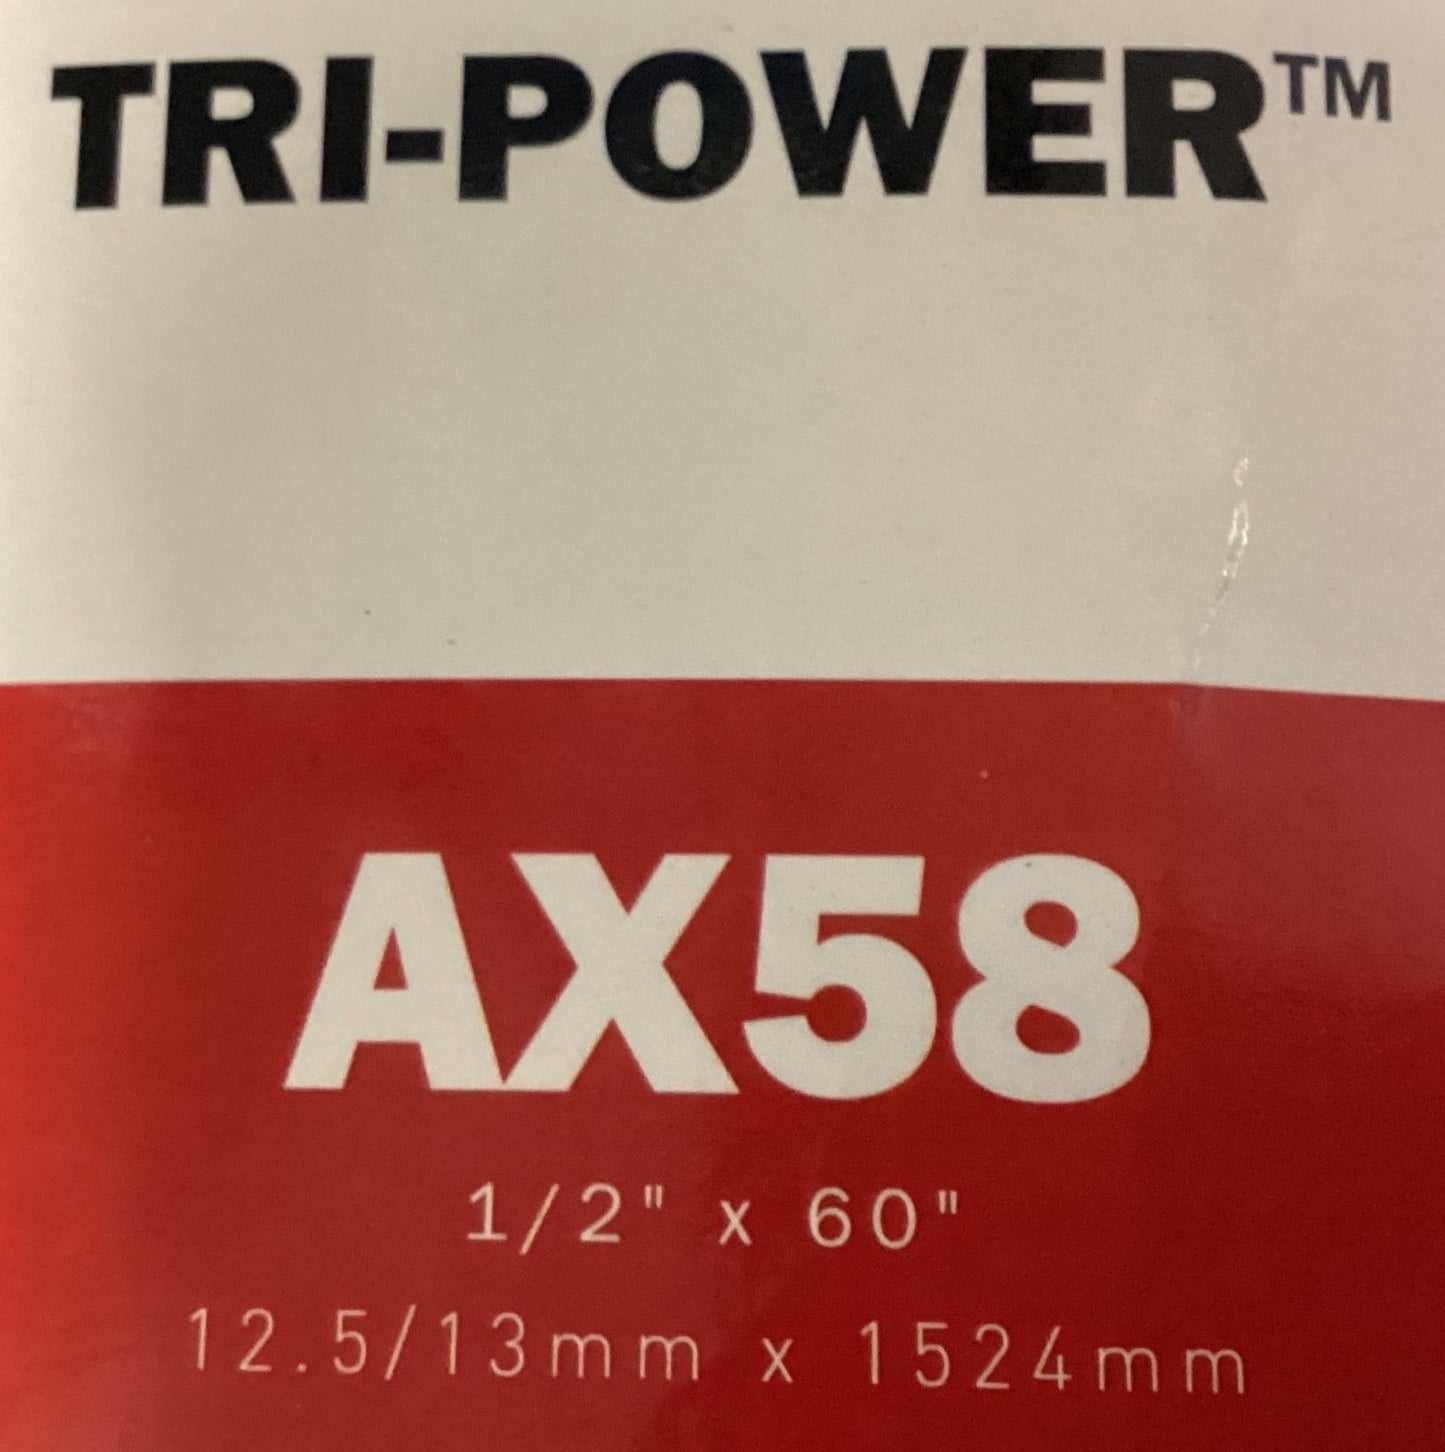 TRI-POWER™
AX58
1/2" x 60"
12.5/13mm x 1524mm